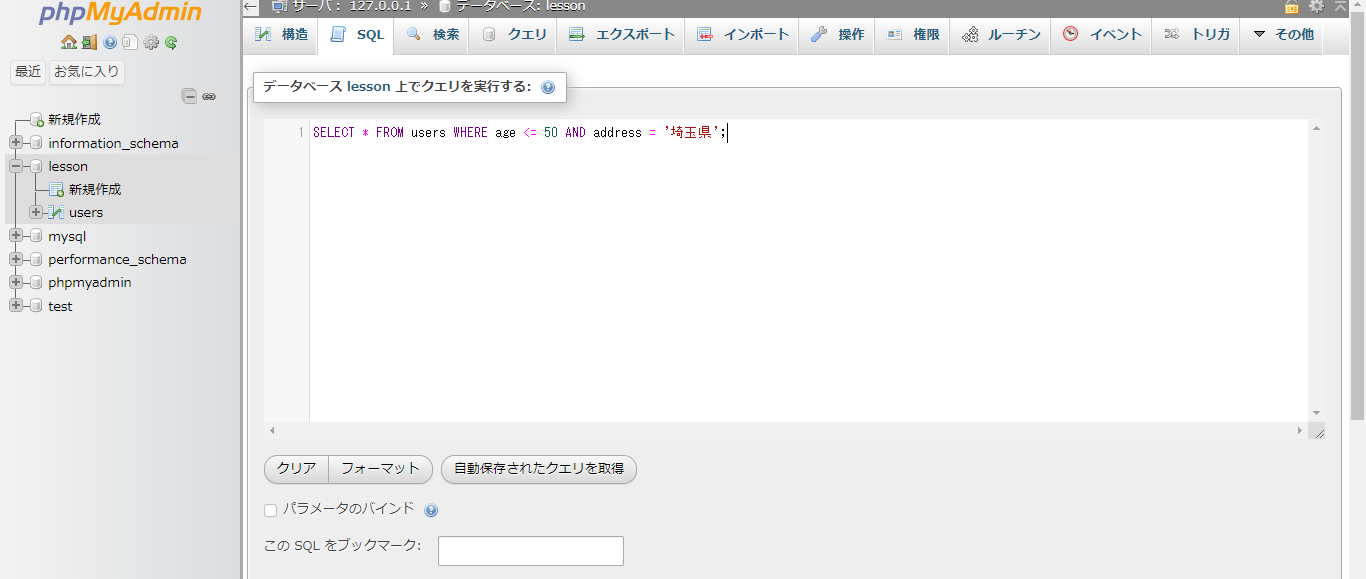 phpMyAdmin
最近 お気に入り
新規作成
information_schema
lesson
新規作成
users
mysql
performance_schema
phpmyadmin
test
サーバ: 127.0.0.1 » データベース: lesson
構造 SQL 検索 クエリ エクスポート インポート 操作 権限 ルーチン イベント トリガ その他
データベース lesson 上でクエリを実行する:
1 SELECT * FROM users WHERE age <= 50 AND address = '埼玉県';
クリア フォーマット 自動保存されたクエリを取得
パラメータのバインド
この SQL をブックマーク: